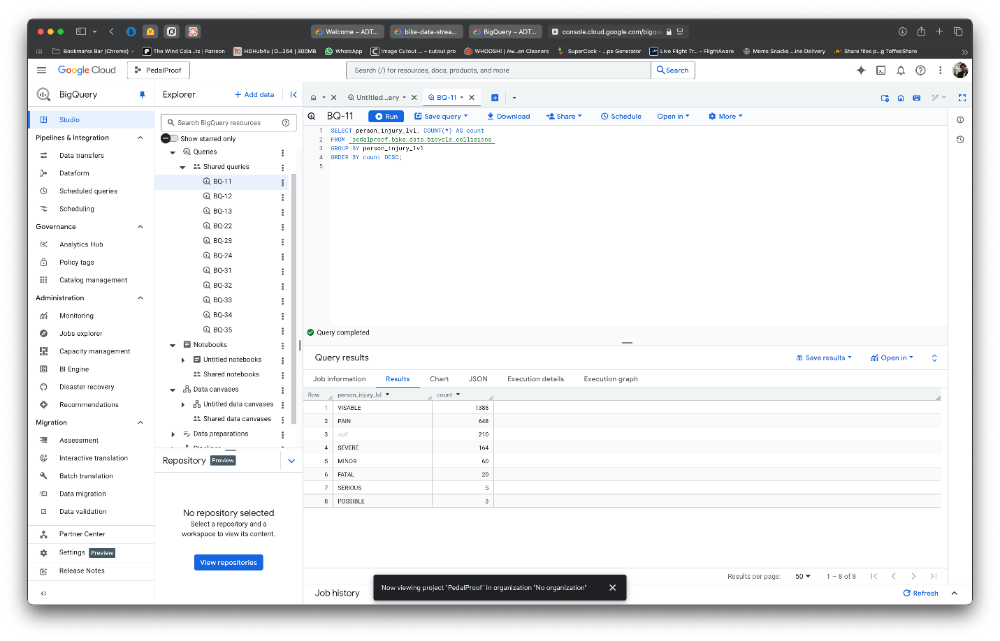 Welcome – ADT...
bike-data-strea...
BigQuery – ADT...
console.cloud.google.com/bigqu
Bookmarks Bar (Chrome)
The Wind Cala...ts | Patreon
HDHub4u | D...264 | 300MB
WhatsApp
Image Cutout ... – cutout.pro
WHOOSH! | Aw...en Cleaners
SuperCook - ...pe Generator
Live Flight Tr... - FlightAware
Moms Snacks ...ine Delivery
Share files p...g ToffeeShare
Google Cloud
PedalProof
Search (/) for resources, docs, products, and more
Search
BigQuery
Studio
Pipelines & Integration
Data transfers
Dataform
Scheduled queries
Scheduling
Governance
Analytics Hub
Policy tags
Catalog management
Administration
Monitoring
Jobs explorer
Capacity management
BI Engine
Disaster recovery
Recommendations
Migration
Assessment
Interactive translation
Batch translation
Data migration
Data validation
Partner Center
Settings Preview
Release Notes
Explorer
+ Add data
Search BigQuery resources
Show starred only
Queries
Shared queries
BQ-11
BQ-12
BQ-13
BQ-22
BQ-23
BQ-24
BQ-31
BQ-32
BQ-33
BQ-34
BQ-35
Notebooks
Untitled notebooks
Shared notebooks
Data canvases
Untitled data canvases
Shared data canvases
Data preparations
Repository Preview
No repository selected
Select a repository and a
workspace to view its content.
View repositories
Untitled...ery
BQ-11
BQ-11
Run
Save query
Download
Share
Schedule
Open in
More
1 SELECT person_injury_lvl, COUNT(*) AS count
2 FROM `pedalproof.bike_data.bicycle_collisions`
3 GROUP BY person_injury_lvl
4 ORDER BY count DESC;
5
Query completed
Query results
Save results
Open in
Job information
Results
Chart
JSON
Execution details
Execution graph
Row person_injury_lvl count
1 VISABLE 1388
2 PAIN 648
3 null 210
4 SEVERE 164
5 MINOR 60
6 FATAL 20
7 SERIOUS 5
8 POSSIBLE 3
Results per page: 50 1 – 8 of 8
Now viewing project "PedalProof" in organization "No organization"
Job history
Refresh